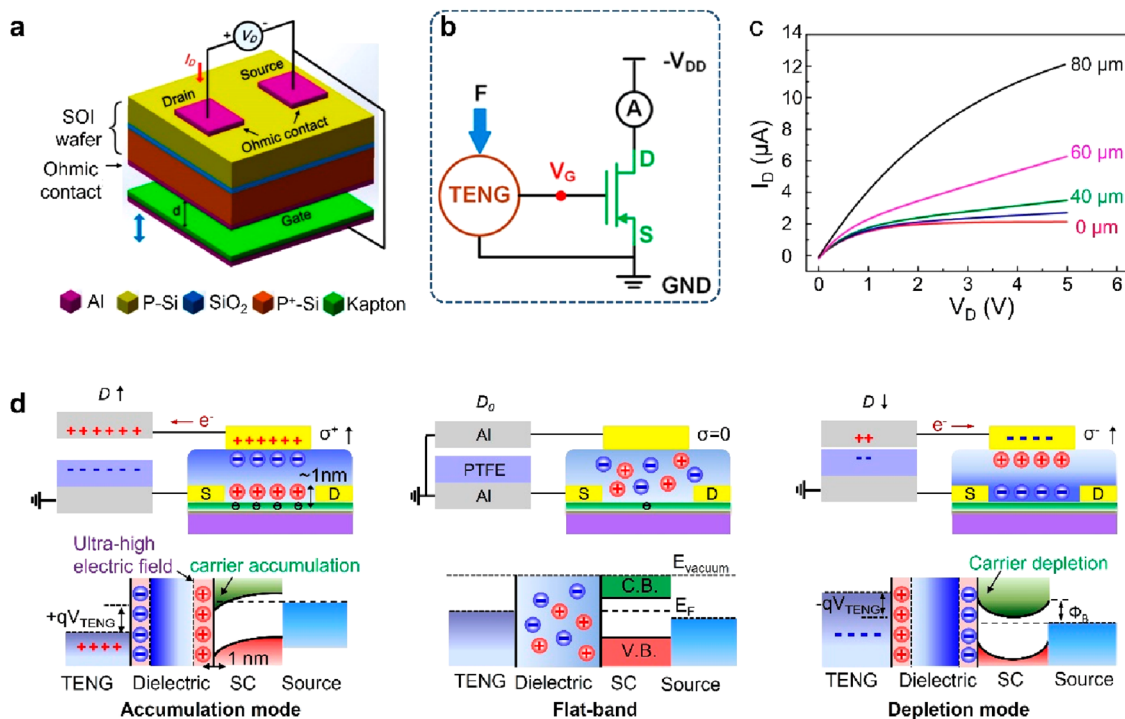 a
+ V_D -
I_D
Source
Drain
SOI
wafer
Ohmic contact
Ohmic
contact
d
Gate
Al P-Si SiO₂ P⁺-Si Kapton
b
-V_DD
F
A
V_G
D
TENG
S
GND
c
14
12
10
8
6
4
2
0
I_D (μA)
80 μm
60 μm
40 μm
0 μm
0 1 2 3 4 5 6
V_D (V)
d
D ↑
e⁻
+ + + + + +
+ + + + + +
σ⁺ ↑
- - - - - -
~1nm
S
D
Ultra-high
electric field
carrier accumulation
+qV_TENG
+ + + +
1 nm
TENG Dielectric SC Source
Accumulation mode
D₀
Al
σ=0
PTFE
Al
S
D
E_vacuum
C.B.
E_F
V.B.
TENG Dielectric SC Source
Flat-band
D ↓
e⁻
++
- - - -
σ⁻ ↑
--
S
D
Carrier depletion
-qV_TENG
- - - -
Φ_B
TENG Dielectric SC Source
Depletion mode